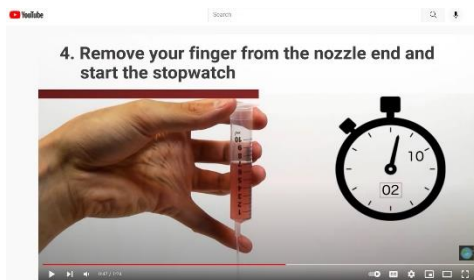 YouTube
Search
4. Remove your finger from the nozzle end and
start the stopwatch
10
02